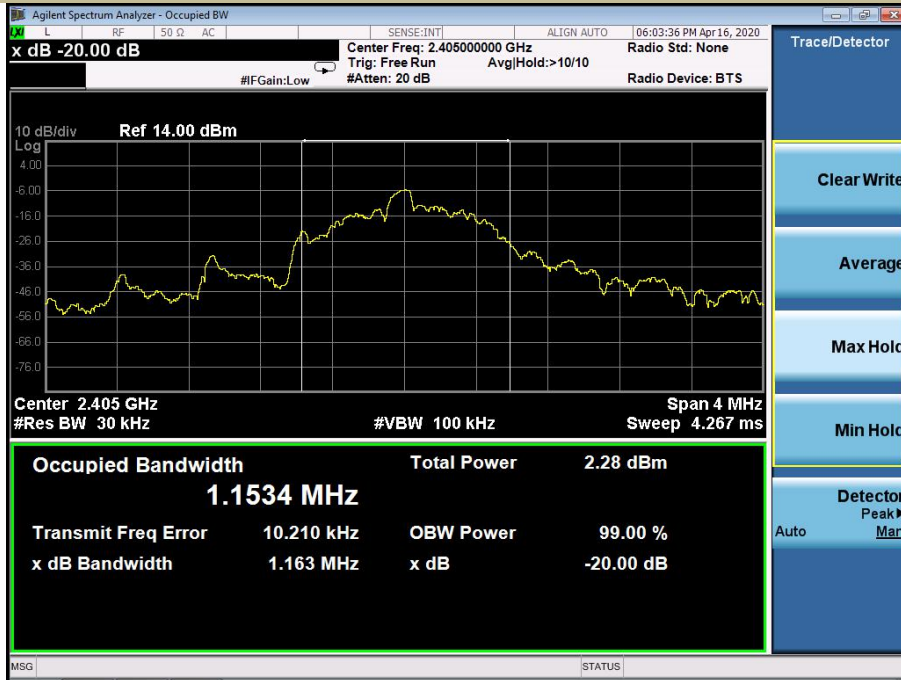 Agilent Spectrum Analyzer - Occupied BW
LXI L RF 50 Ω AC SENSE:INT ALIGN AUTO 06:03:36 PM Apr 16, 2020
x dB -20.00 dB
Center Freq: 2.405000000 GHz Radio Std: None
Trig: Free Run Avg|Hold:>10/10
#IFGain:Low #Atten: 20 dB Radio Device: BTS
Trace/Detector
10 dB/div Ref 14.00 dBm
Log
4.00
-6.00
-16.0
-26.0
-36.0
-46.0
-56.0
-66.0
-76.0
Center 2.405 GHz Span 4 MHz
#Res BW 30 kHz #VBW 100 kHz Sweep 4.267 ms
Occupied Bandwidth Total Power 2.28 dBm
1.1534 MHz
Transmit Freq Error 10.210 kHz OBW Power 99.00 %
x dB Bandwidth 1.163 MHz x dB -20.00 dB
Clear Write
Average
Max Hold
Min Hold
Detector
Peak
Auto Man
MSG STATUS